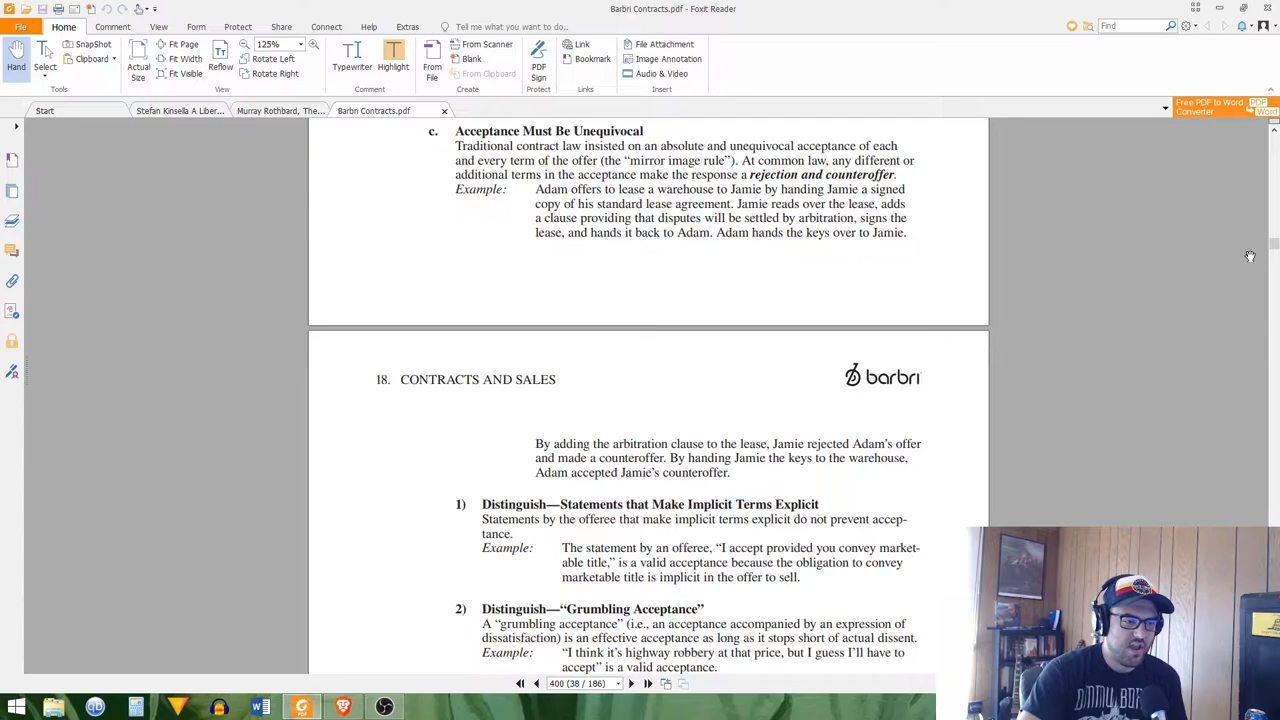 Barbri Contracts.pdf - Foxit Reader
File Home Comment View Form Protect Share Connect Help Extras Tell me what you want to do... Find
Hand
Select
SnapShot
Clipboard
Tools
Actual Size
Fit Page
Fit Width
Fit Visible
Reflow
125%
Rotate Left
Rotate Right
View
Typewriter
Highlight
Comment
From File
From Scanner
Blank
From Clipboard
Create
PDF Sign
Protect
Link
Bookmark
Links
File Attachment
Image Annotation
Audio & Video
Insert
Start Stefan Kinsella A Liber... Murray Rothbard, The... Barbri Contracts.pdf
Free PDF to Word Converter
PDF
Word
c. Acceptance Must Be Unequivocal
Traditional contract law insisted on an absolute and unequivocal acceptance of each
and every term of the offer (the “mirror image rule”). At common law, any different or
additional terms in the acceptance make the response a rejection and counteroffer.
Example: Adam offers to lease a warehouse to Jamie by handing Jamie a signed
copy of his standard lease agreement. Jamie reads over the lease, adds
a clause providing that disputes will be settled by arbitration, signs the
lease, and hands it back to Adam. Adam hands the keys over to Jamie.
18. CONTRACTS AND SALES
barbri
By adding the arbitration clause to the lease, Jamie rejected Adam’s offer
and made a counteroffer. By handing Jamie the keys to the warehouse,
Adam accepted Jamie’s counteroffer.
1) Distinguish—Statements that Make Implicit Terms Explicit
Statements by the offeree that make implicit terms explicit do not prevent accep-
tance.
Example: The statement by an offeree, “I accept provided you convey market-
able title,” is a valid acceptance because the obligation to convey
marketable title is implicit in the offer to sell.
2) Distinguish—“Grumbling Acceptance”
A “grumbling acceptance” (i.e., an acceptance accompanied by an expression of
dissatisfaction) is an effective acceptance as long as it stops short of actual dissent.
Example: “I think it’s highway robbery at that price, but I guess I’ll have to
accept” is a valid acceptance.
400 (38 / 186)